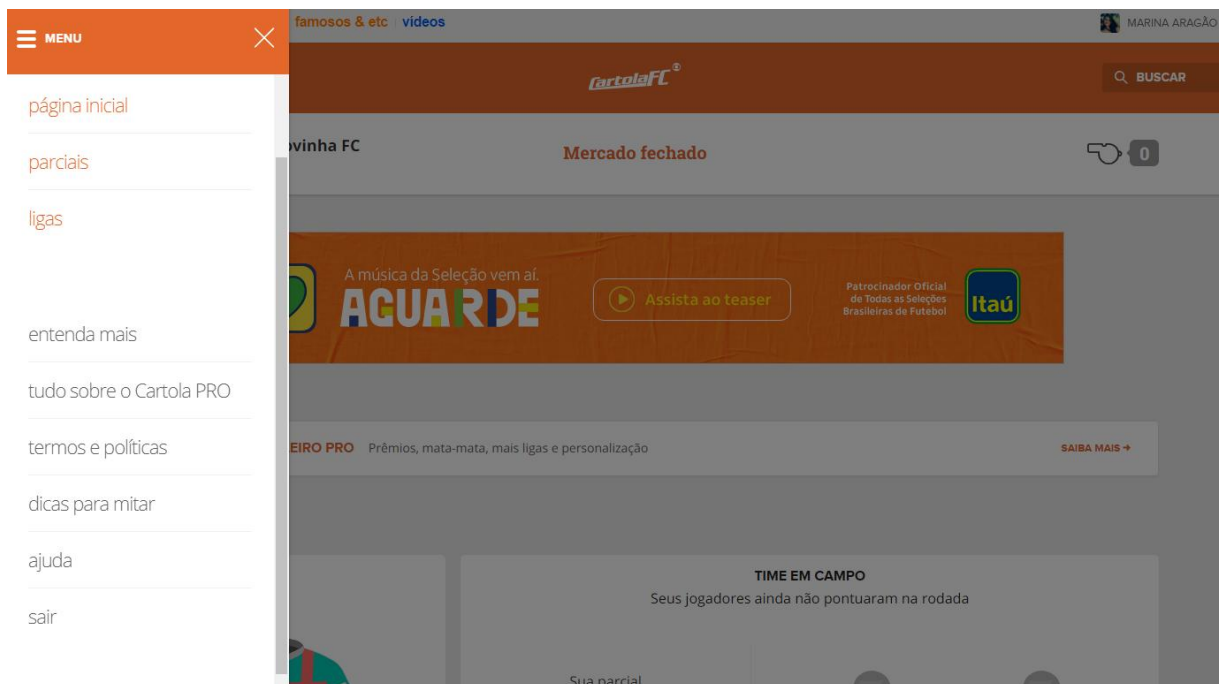 MENU
página inicial
parciais
ligas
entenda mais
tudo sobre o Cartola PRO
termos e políticas
dicas para mitar
ajuda
sair
famosos & etc vídeos
MARINA ARAGÃO
CartolaFC
BUSCAR
ovinha FC
Mercado fechado
0
A música da Seleção vem aí.
AGUARDE
Assista ao teaser
Patrocinador Oficial
de Todas as Seleções
Brasileiras de Futebol
Itaú
EIRO PRO Prêmios, mata-mata, mais ligas e personalização
SAIBA MAIS
TIME EM CAMPO
Seus jogadores ainda não pontuaram na rodada
Sua parcial